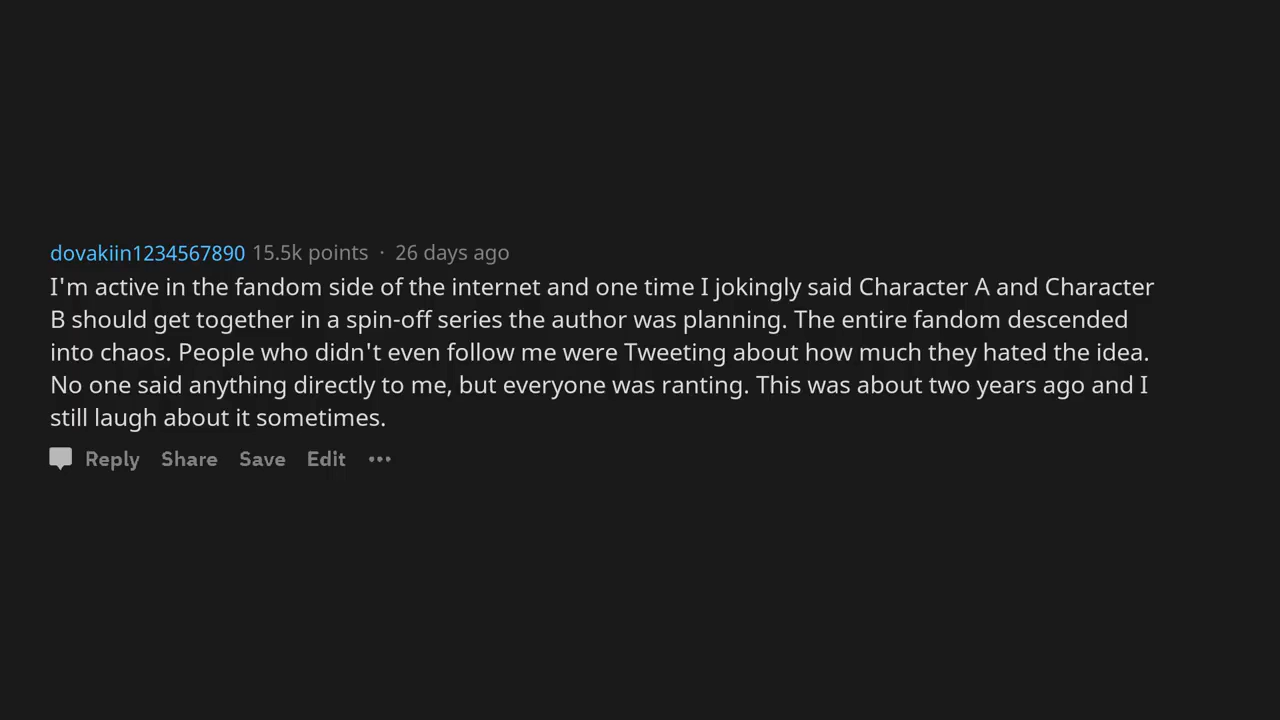 dovakiin1234567890 15.5k points · 26 days ago
I'm active in the fandom side of the internet and one time I jokingly said Character A and Character
B should get together in a spin-off series the author was planning. The entire fandom descended
into chaos. People who didn't even follow me were Tweeting about how much they hated the idea.
No one said anything directly to me, but everyone was ranting. This was about two years ago and I
still laugh about it sometimes.
Reply Share Save Edit •••